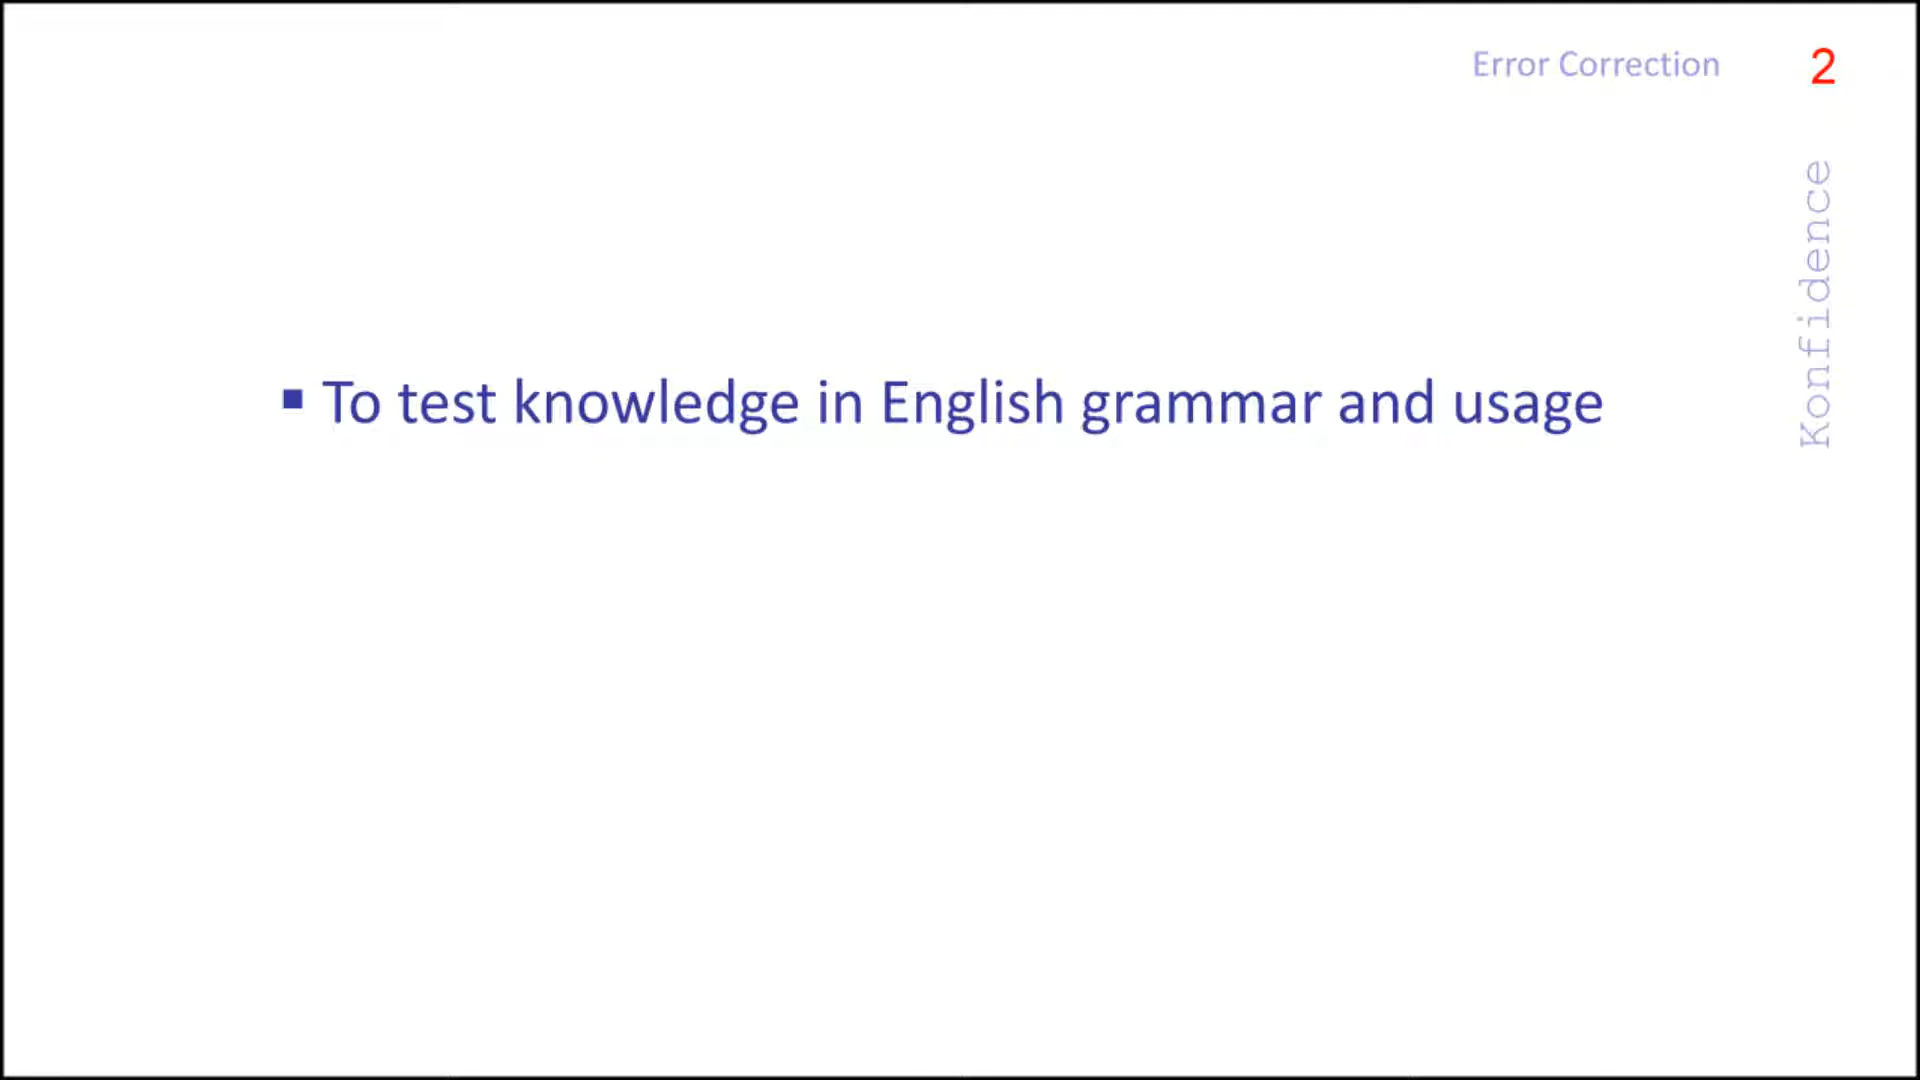 Error Correction
2
Konfidence
▪ To test knowledge in English grammar and usage